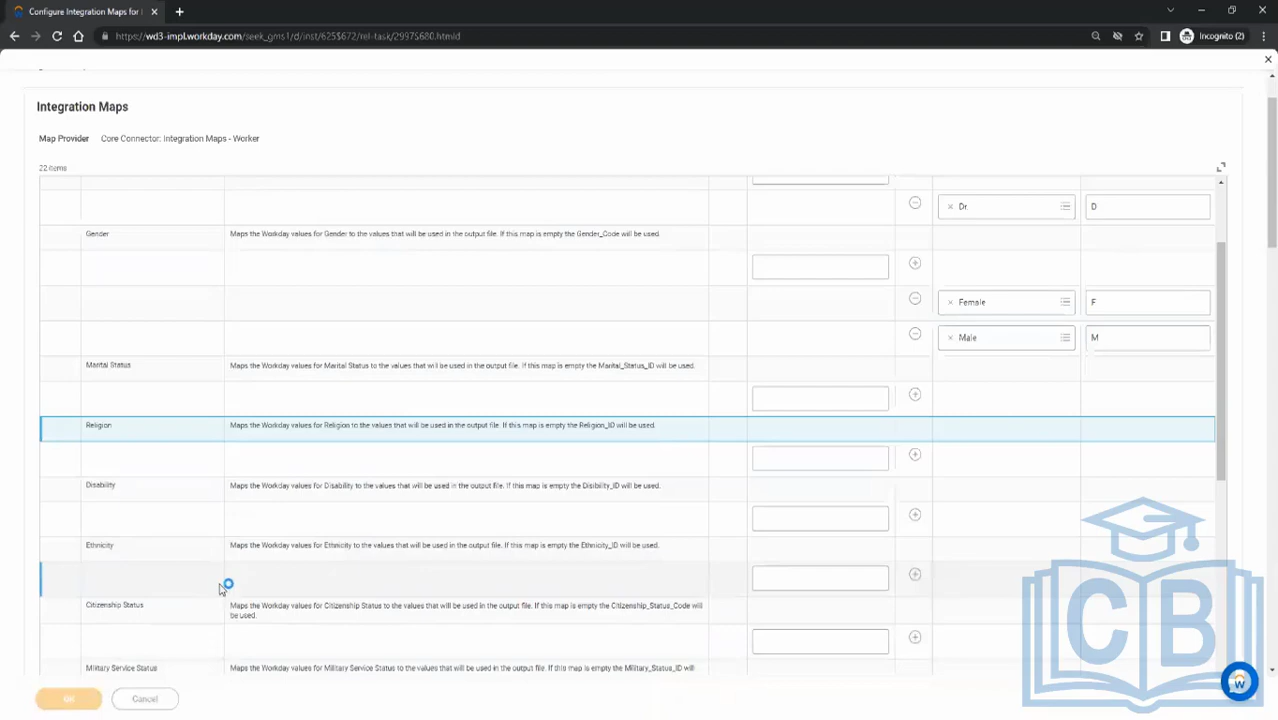 Configure Integration Maps for
https://wd3-impl.workday.com/seek_gms1/d/inst/625$672/rel-task/2997$680.htmld
Incognito (2)
Integration Maps
Map Provider Core Connector: Integration Maps - Worker
22 items
Dr. D
Gender Maps the Workday values for Gender to the values that will be used in the output file. If this map is empty the Gender_Code will be used.
Female F
Male M
Marital Status Maps the Workday values for Marital Status to the values that will be used in the output file. If this map is empty the Marital_Status_ID will be used.
Religion Maps the Workday values for Religion to the values that will be used in the output file. If this map is empty the Religion_ID will be used.
Disability Maps the Workday values for Disability to the values that will be used in the output file. If this map is empty the Disibility_ID will be used.
Ethnicity Maps the Workday values for Ethnicity to the values that will be used in the output file. If this map is empty the Ethnicity_ID will be used.
Citizenship Status Maps the Workday values for Citizenship Status to the values that will be used in the output file. If this map is empty the Citizenship_Status_Code will
be used.
Military Service Status Maps the Workday values for Military Service Status to the values that will be used in the output file. If this map is empty the Military_Status_ID will
OK Cancel
CB
W